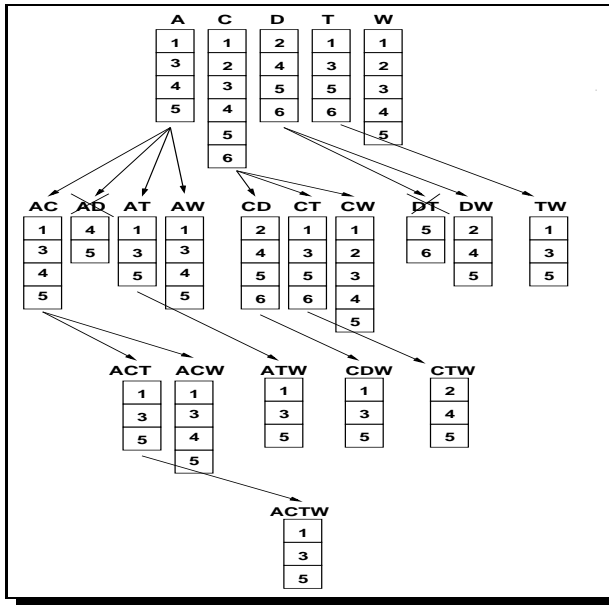 A C D T W
1 1 2 1 1
3 2 4 3 2
4 3 5 5 3
5 4 6 6 4
5 5
6
AC AD AT AW CD CT CW DT DW TW
1 4 1 1 2 1 1 5 2 1
3 5 3 3 4 3 2 6 4 3
4 5 4 5 5 3 5 5
5 5 6 6 4
5
ACT ACW ATW CDW CTW
1 1 1 1 2
3 3 3 3 4
5 4 5 5 5
5
ACTW
1
3
5